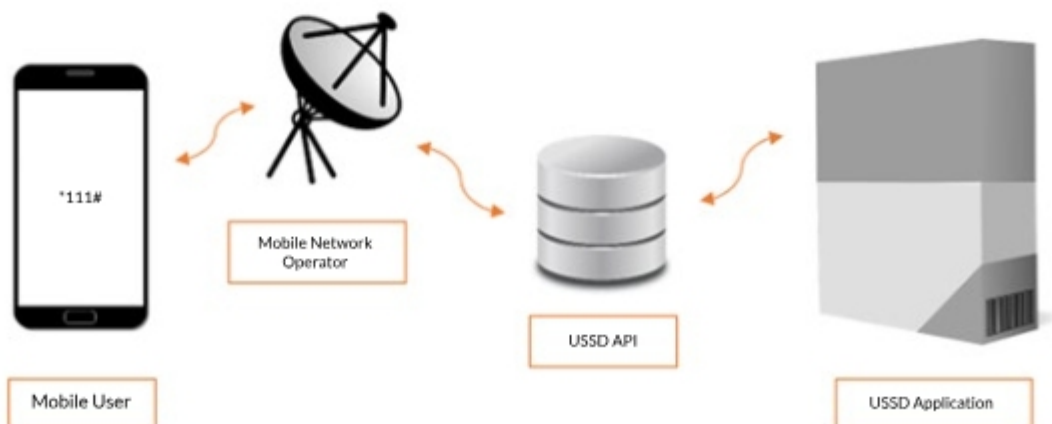 *111#
Mobile Network
Operator
USSD API
Mobile User
USSD Application